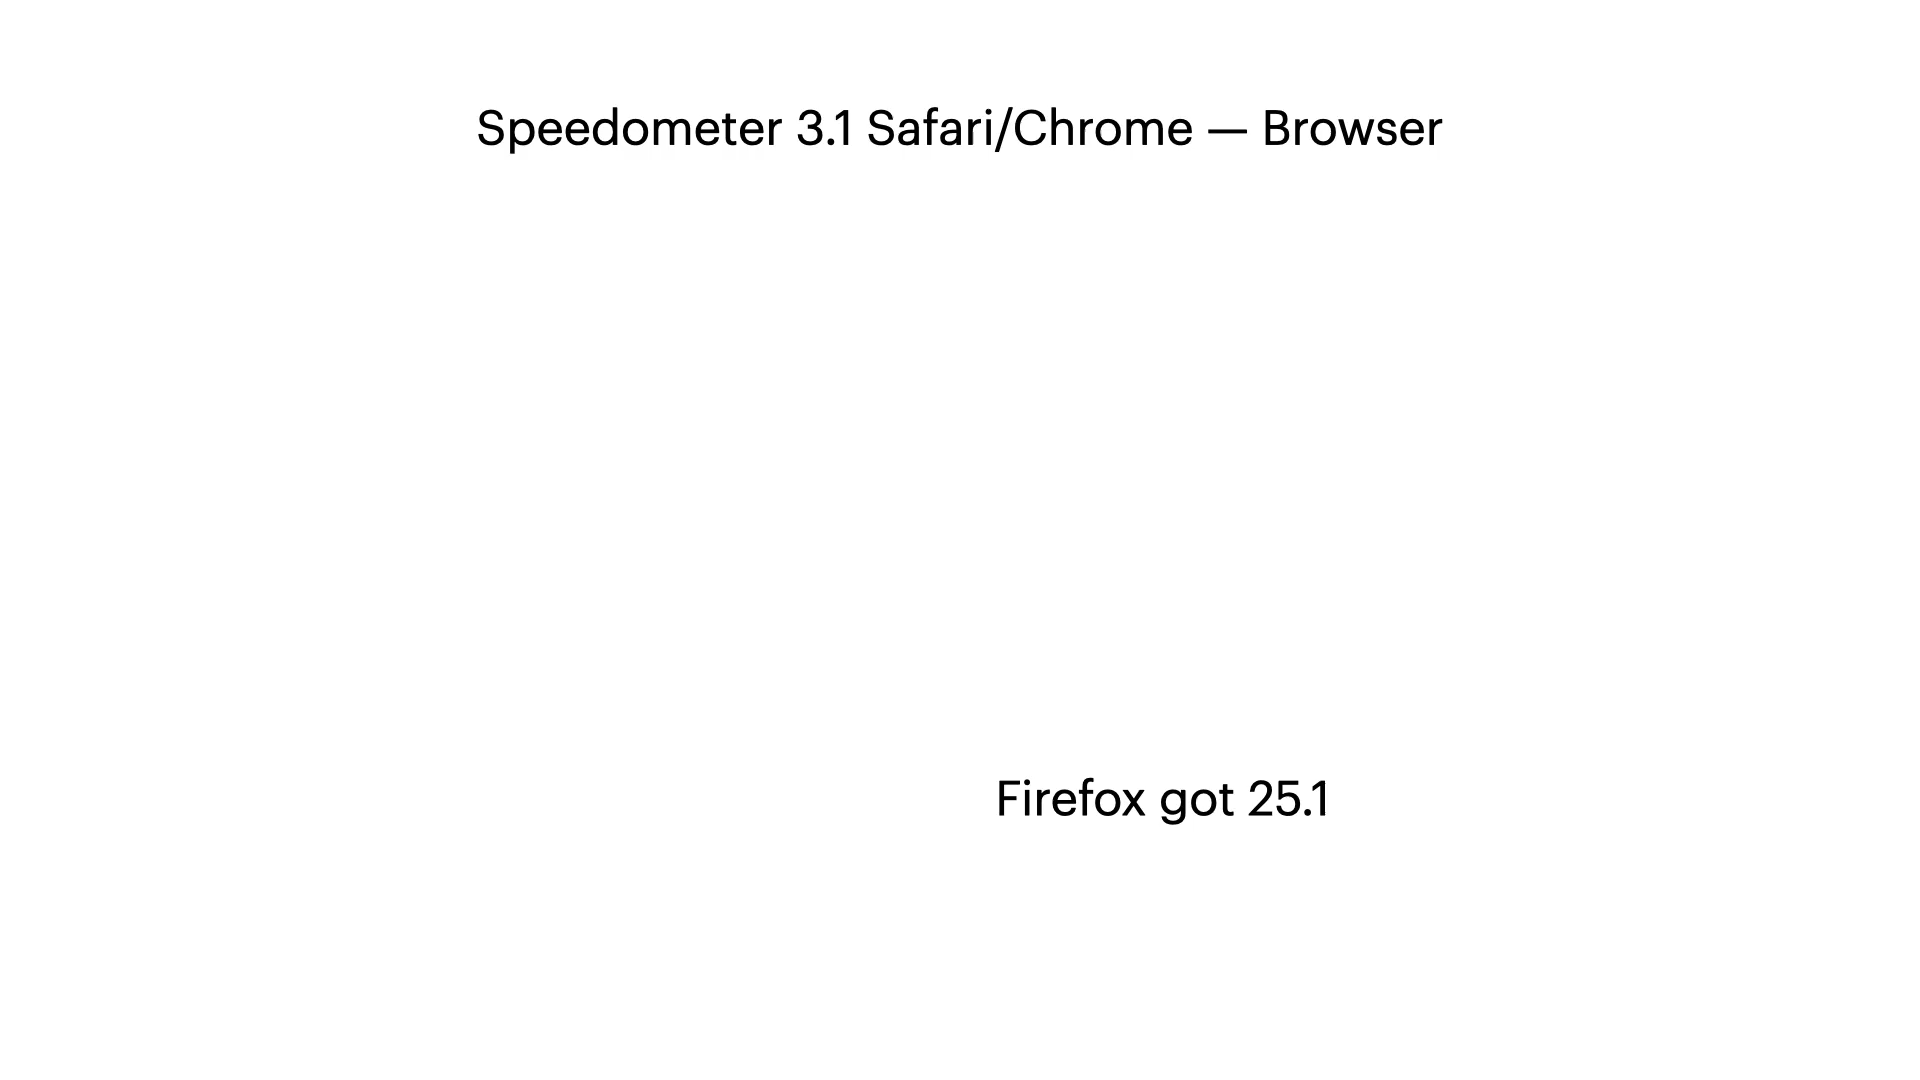 Speedometer 3.1 Safari/Chrome — Browser
Firefox got 25.1